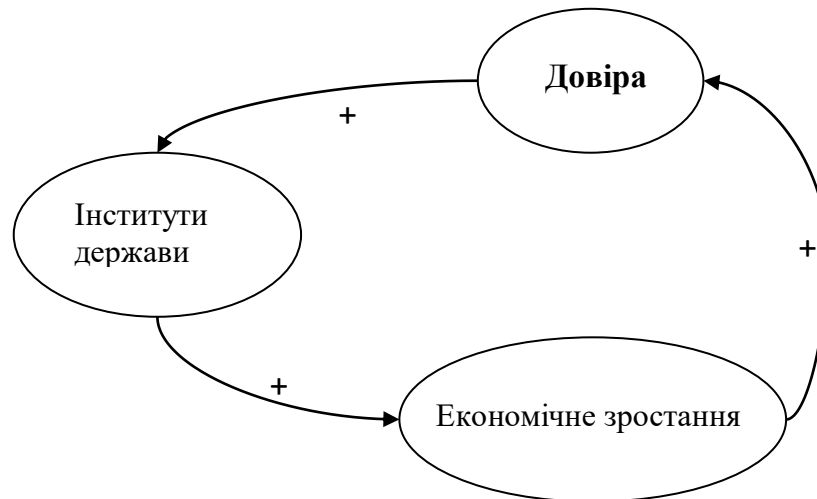 Довіра
+
Інститути
держави
+
+
Економічне зростання